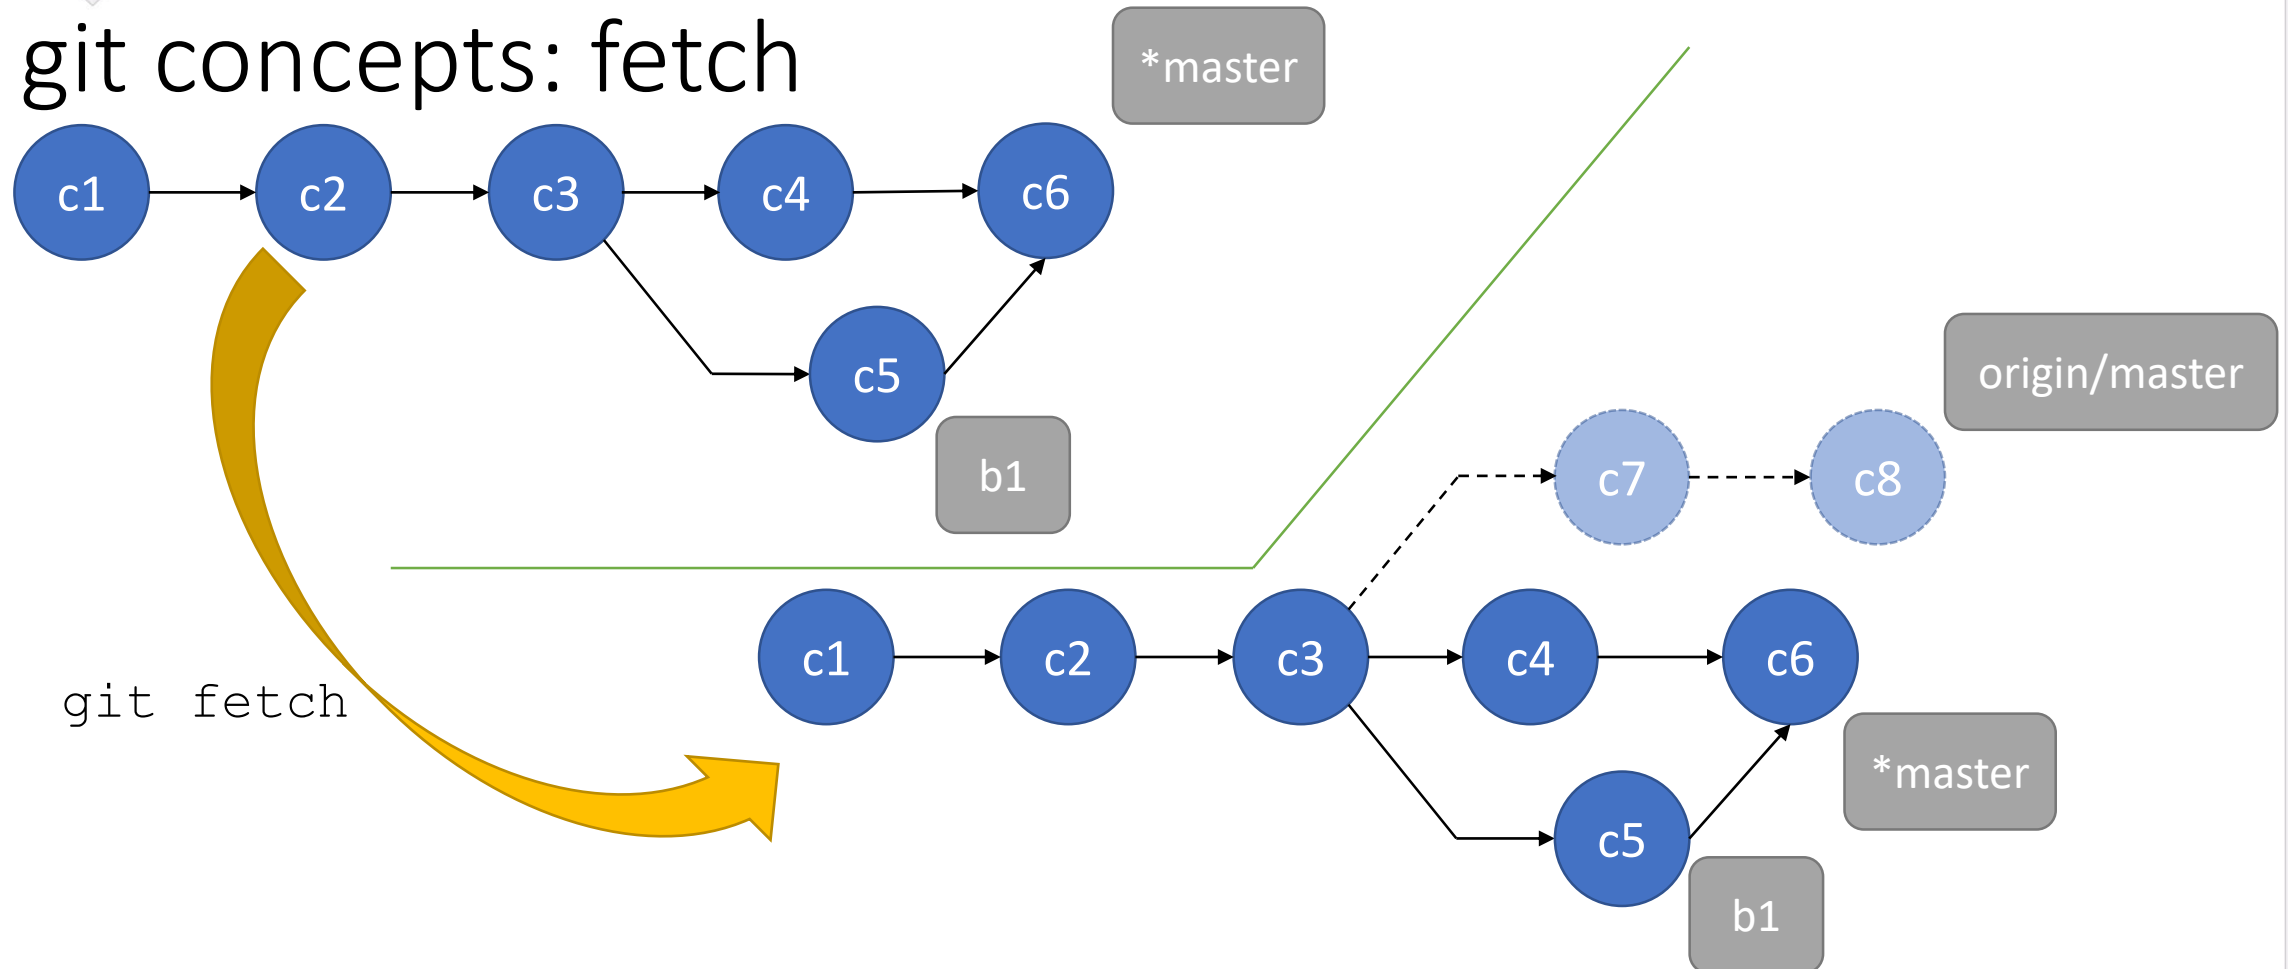 git concepts: fetch
*master
c1
c2
c3
c4
c6
c5
b1
origin/master
c7
c8
c1
c2
c3
c4
c6
git fetch
*master
c5
b1